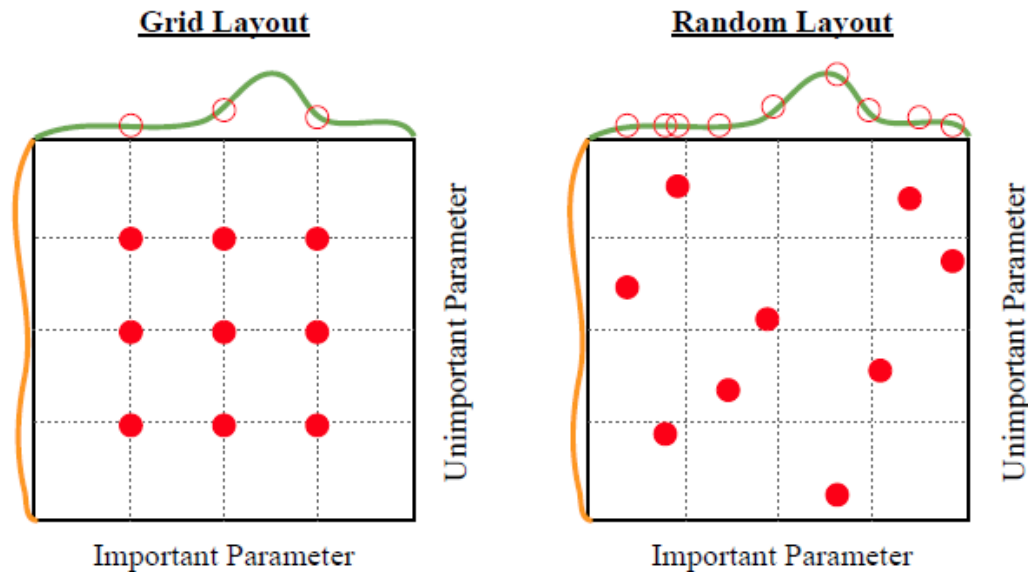 Grid Layout
Unimportant Parameter
Important Parameter
Random Layout
Unimportant Parameter
Important Parameter